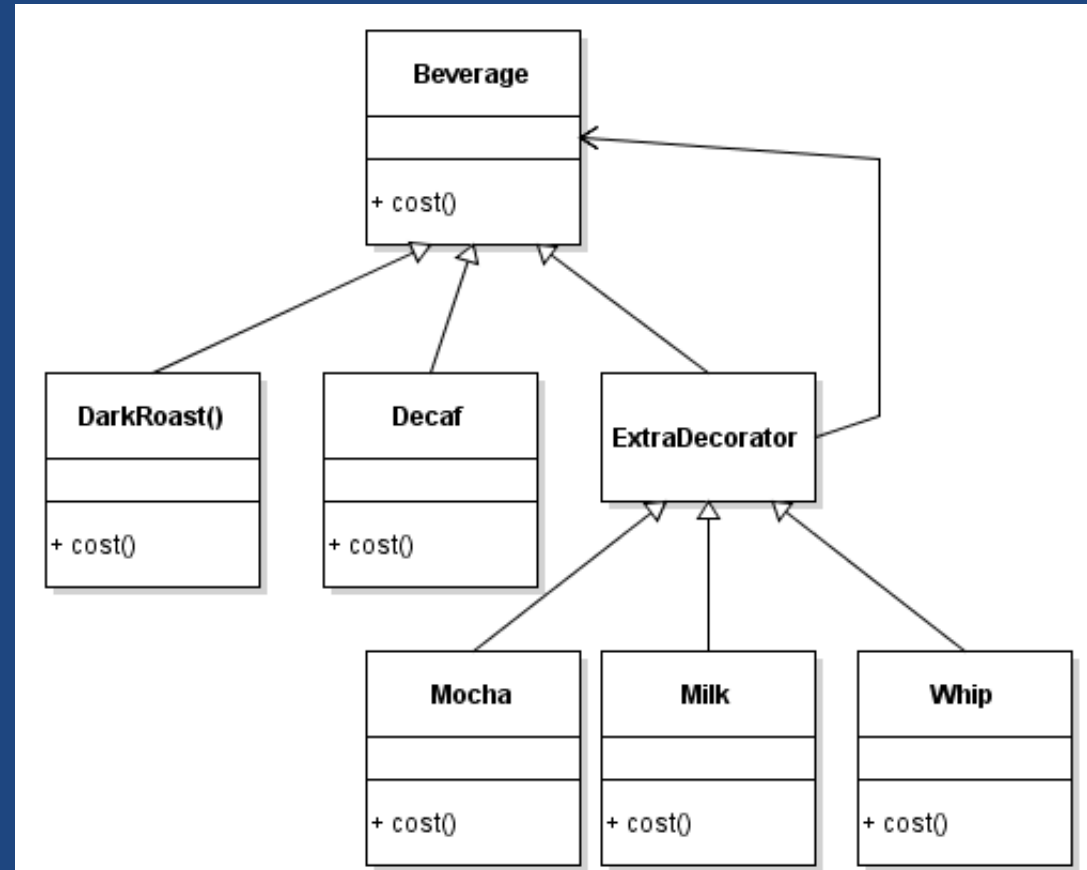 Beverage
+ cost()
DarkRoast()
+ cost()
Decaf
+ cost()
ExtraDecorator
Mocha
+ cost()
Milk
+ cost()
Whip
+ cost()